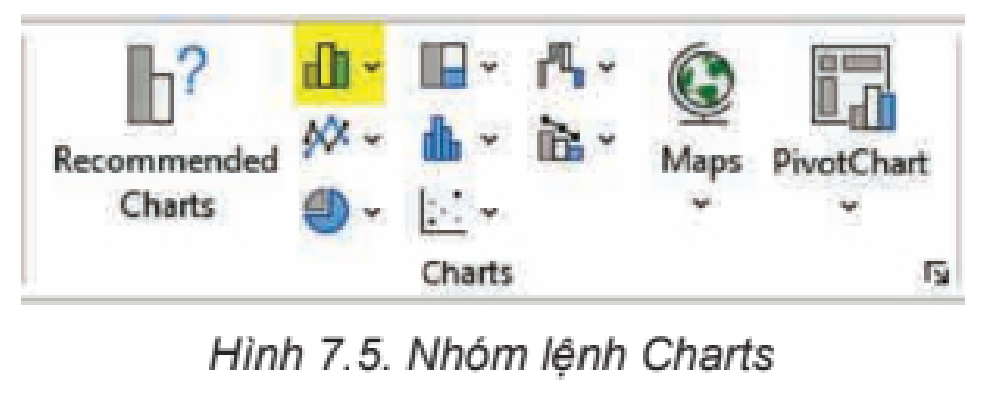 Recommended
Charts
Maps
PivotChart
Charts
Hình 7.5. Nhóm lệnh Charts